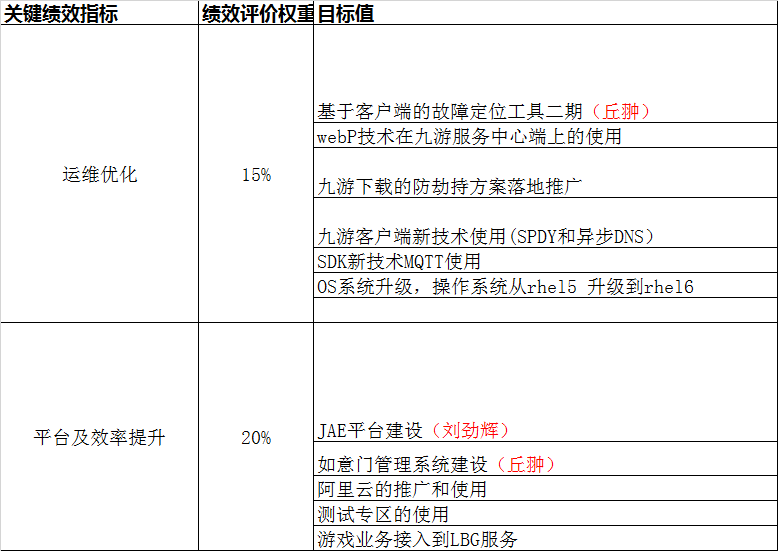 关键绩效指标 绩效评价权重 目标值
基于客户端的故障定位工具二期（丘翀）
webP技术在九游服务中心端上的使用
运维优化 15%
九游下载的防劫持方案落地推广
九游客户端新技术使用(SPDY和异步DNS）
SDK新技术MQTT使用
OS系统升级，操作系统从rhel5 升级到rhel6
JAE平台建设（刘劲辉）
平台及效率提升 20%
如意门管理系统建设（丘翀）
阿里云的推广和使用
测试专区的使用
游戏业务接入到LBG服务